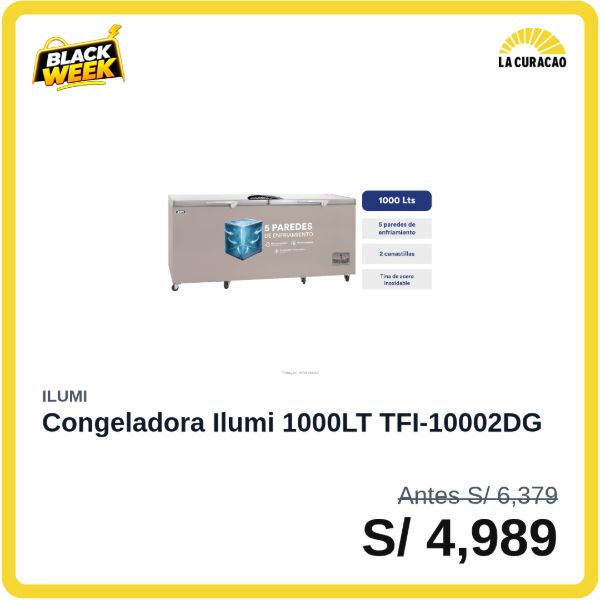 BLACK
WEEK
LA CURACAO
1000 Lts
5 paredes de
enfriamiento
2 canastillas
Tina de acero
inoxidable
5 PAREDES
DE ENFRIAMIENTO
ILUMI
Congeladora Ilumi 1000LT TFI-10002DG
Antes S/ 6,379
S/ 4,989